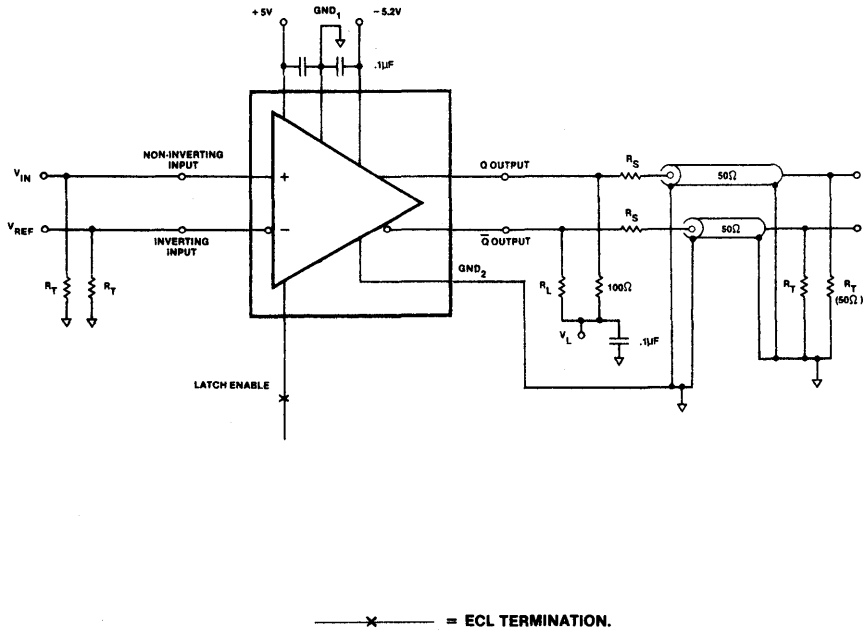 +5V
GND1
−5.2V
.1μF
VIN
NON-INVERTING
INPUT
+
Q OUTPUT
RS
50Ω
VREF
INVERTING
INPUT
−
Q̅ OUTPUT
RS
50Ω
GND2
RT
RT
RL
100Ω
RT
RT
(50Ω)
VL
.1μF
LATCH ENABLE
= ECL TERMINATION.